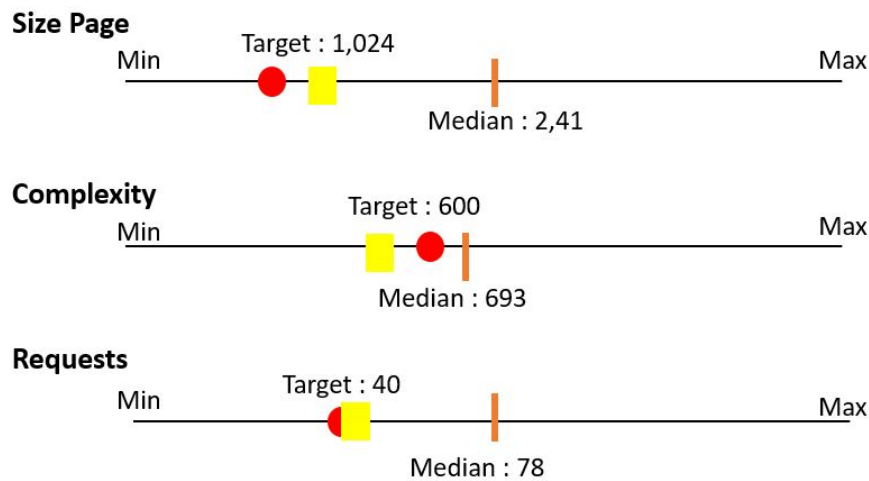 Size Page
Target : 1,024
Min
Max
Median : 2,41
Complexity
Target : 600
Min
Max
Median : 693
Requests
Target : 40
Min
Max
Median : 78